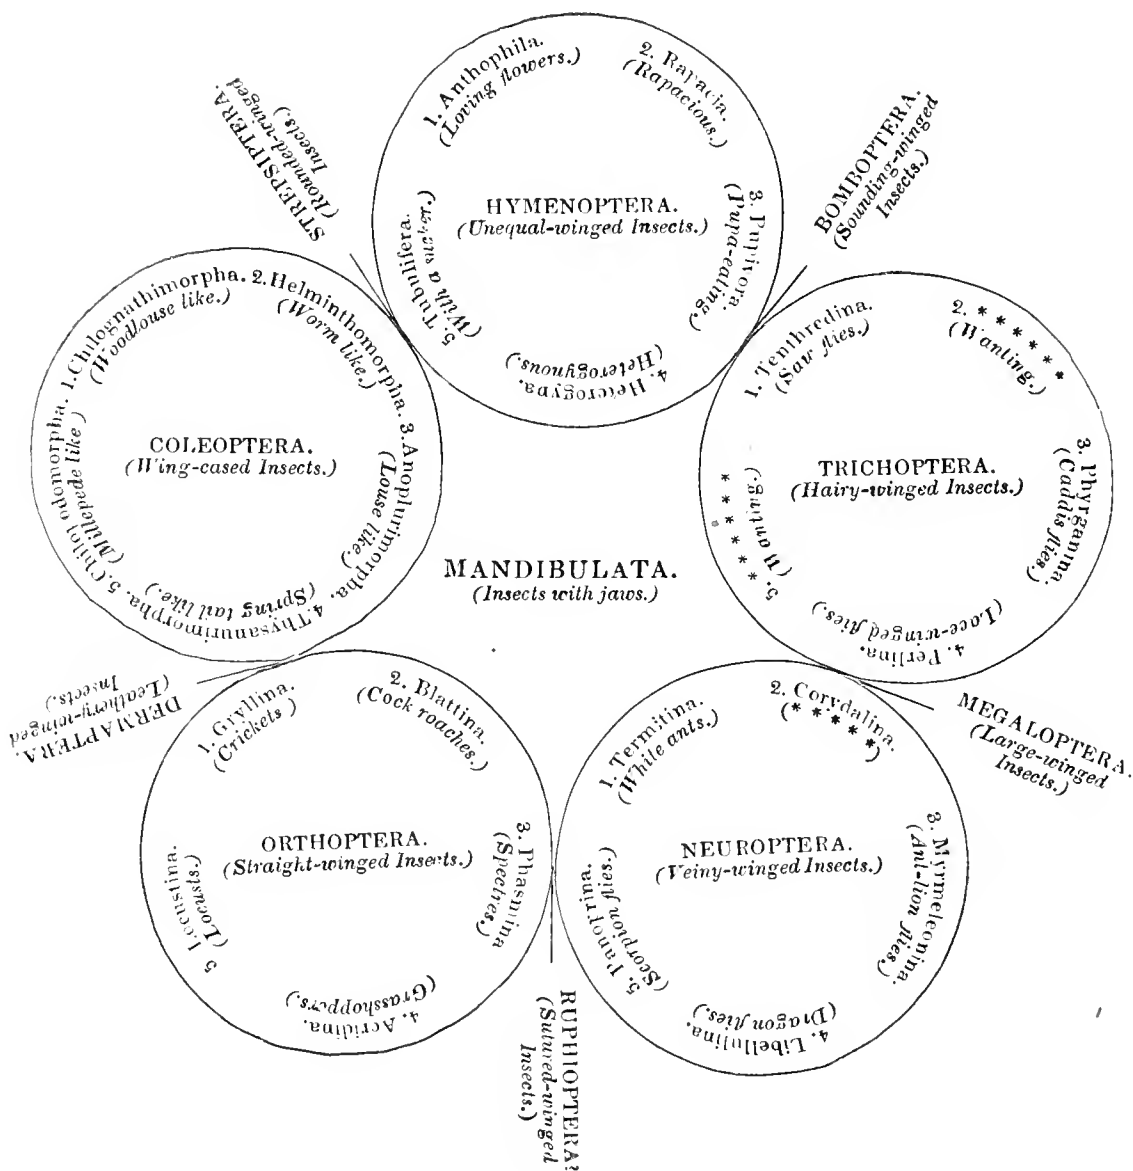 HYMENOPTERA.
(Unequal-winged Insects.)
1. Anthophila.
(Loving flowers.)
2. Rapacia.
(Rapacious.)
3. Pupivora.
(Pupa-eating.)
4. Heterogyna.
(Heterogynous.)
5. Tubulifera.
(With a
BOMBOPTERA.
(Sounding-winged
Insects.)
TRICHOPTERA.
(Hairy-winged Insects.)
1. Tenthredina.
(Saw flies.)
2. * * * * * *
(Wanting.)
3. Phyrganina.
(Caddis flies.)
4. Perlina.
(Lace-winged flies.)
5. * * * * * *
(Wanting.)
MEGALOPTERA.
(Large-winged
Insects.)
NEUROPTERA.
(Veiny-winged Insects.)
1. Termitina.
(White ants.)
2. Corydalina.
(* * * * *)
3. Myrmeleonina.
(Ant-lion flies.)
4. Libellulina.
(Dragon flies.)
5. Panorpina.
(Scorpion flies.)
RUPHIOPTERA?
(Sutured-winged
Insects.)
ORTHOPTERA.
(Straight-winged Insects.)
1. Gryllina.
(Crickets)
2. Blattina.
(Cock roaches.)
3. Phasmina
(Spectres.)
4. Acridina.
(Grasshoppers.)
5 Locustina.
(Locusts.)
DERMAPTERA.
(Leathery-winged
Insects.)
COLEOPTERA.
(Wing-cased Insects.)
1. Chilognathimorpha.
(Woodlouse like.)
2. Helminthomorpha.
(Worm like.)
3. Anoplurimorpha.
(Louse like.)
4. Thysanurimorpha.
(Spring tail like.)
5. Chilopodomorpha.
(Millepede like)
STREPSIPTERA.
(Rounded-winged
Insects.)
MANDIBULATA.
(Insects with jaws.)